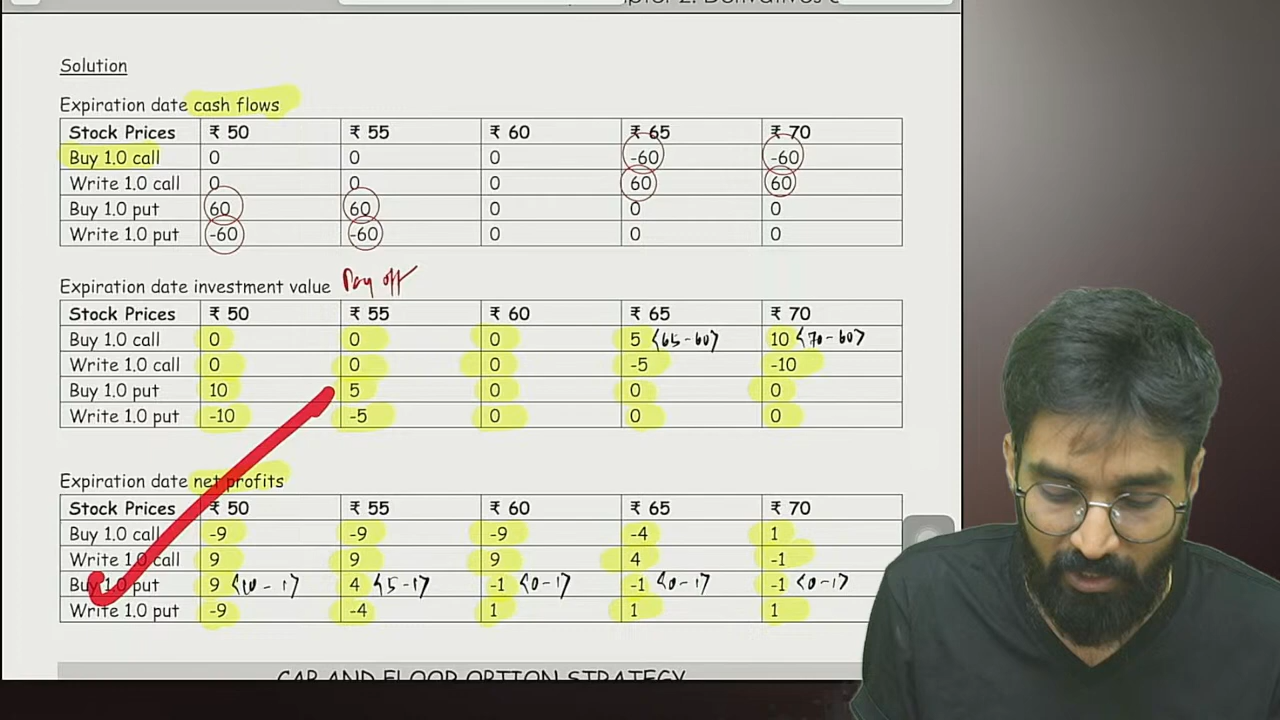 Chapter 2: Derivatives
Solution
Expiration date cash flows
Stock Prices ₹ 50 ₹ 55 ₹ 60 ₹ 65 ₹ 70
Buy 1.0 call 0 0 0 -60 -60
Write 1.0 call 0 0 0 60 60
Buy 1.0 put 60 60 0 0 0
Write 1.0 put -60 -60 0 0 0
Expiration date investment value Pay off
Stock Prices ₹ 50 ₹ 55 ₹ 60 ₹ 65 ₹ 70
Buy 1.0 call 0 0 0 5 <65-60> 10 <70-60>
Write 1.0 call 0 0 0 -5 -10
Buy 1.0 put 10 5 0 0 0
Write 1.0 put -10 -5 0 0 0
Expiration date net profits
Stock Prices ₹ 50 ₹ 55 ₹ 60 ₹ 65 ₹ 70
Buy 1.0 call -9 -9 -9 -4 1
Write 1.0 call 9 9 9 4 -1
Buy 1.0 put 9 <10-1> 4 <5-1> -1 <0-1> -1 <0-1> -1 <0-1>
Write 1.0 put -9 -4 1 1 1
CAP AND FLOOR OPTION STRATEGY